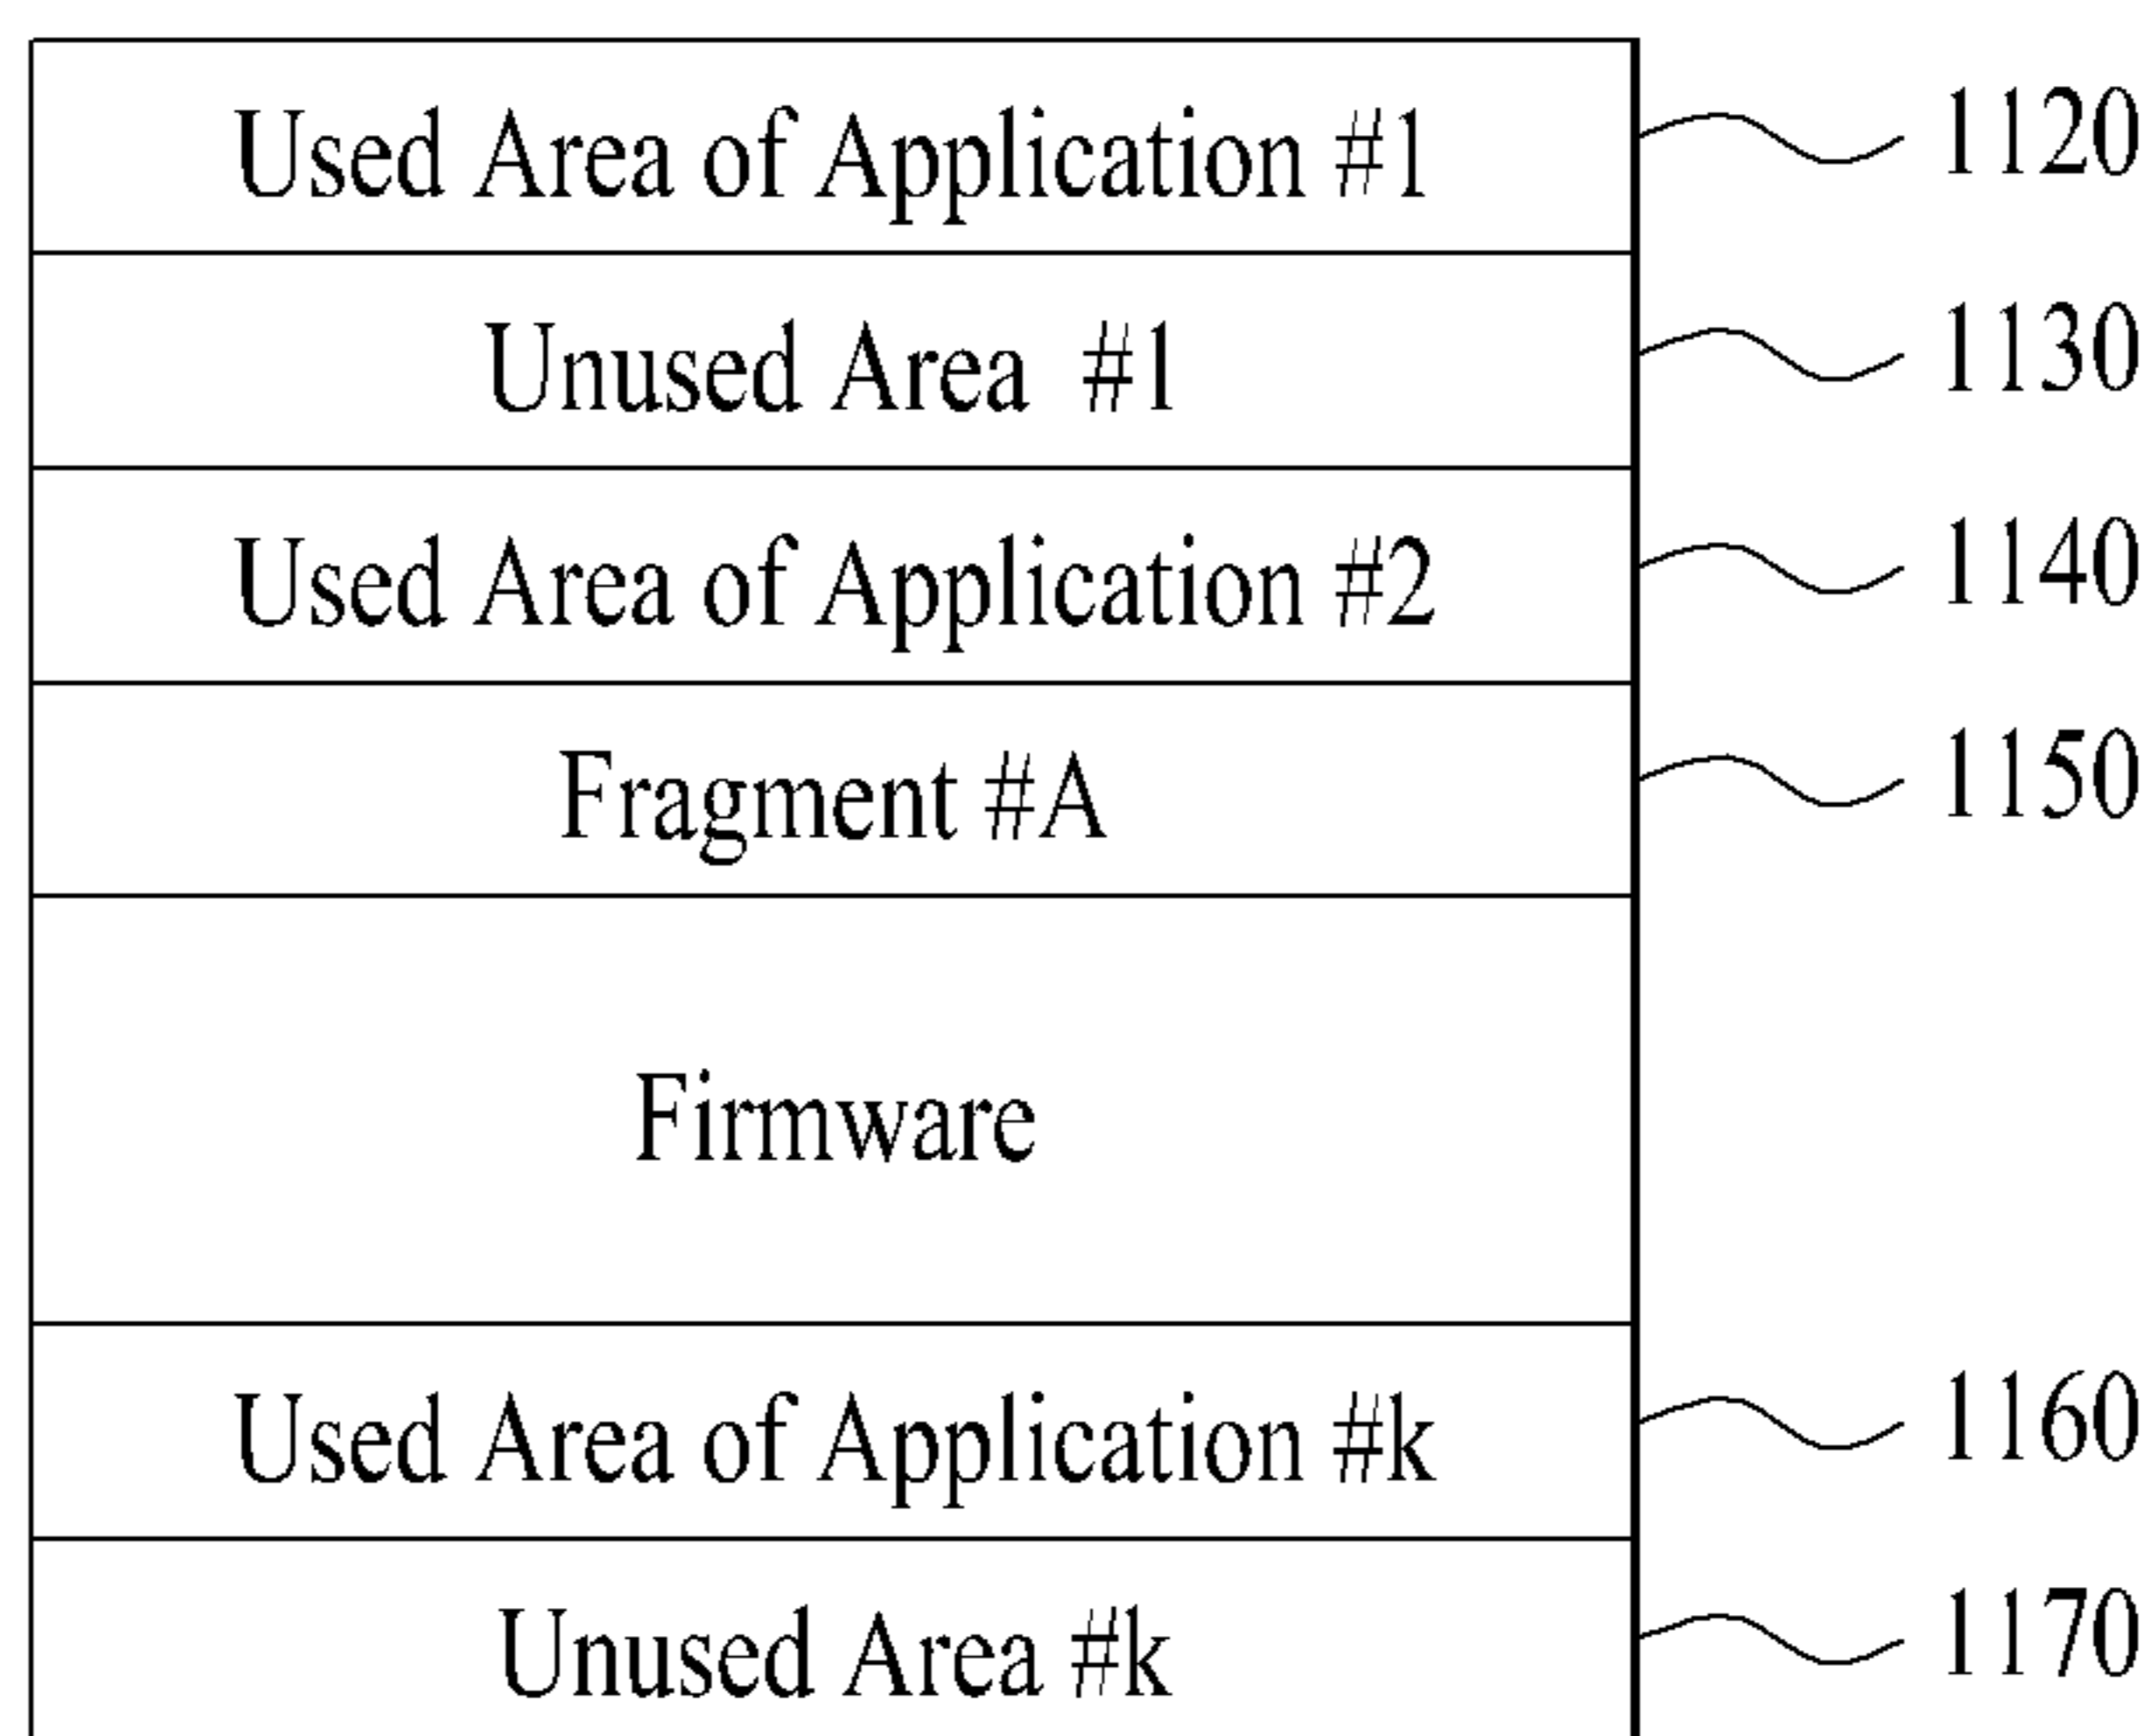 Used Area of Application #1 1120
Unused Area #1 1130
Used Area of Application #2 1140
Fragment #A 1150
Firmware
Used Area of Application #k 1160
Unused Area #k 1170